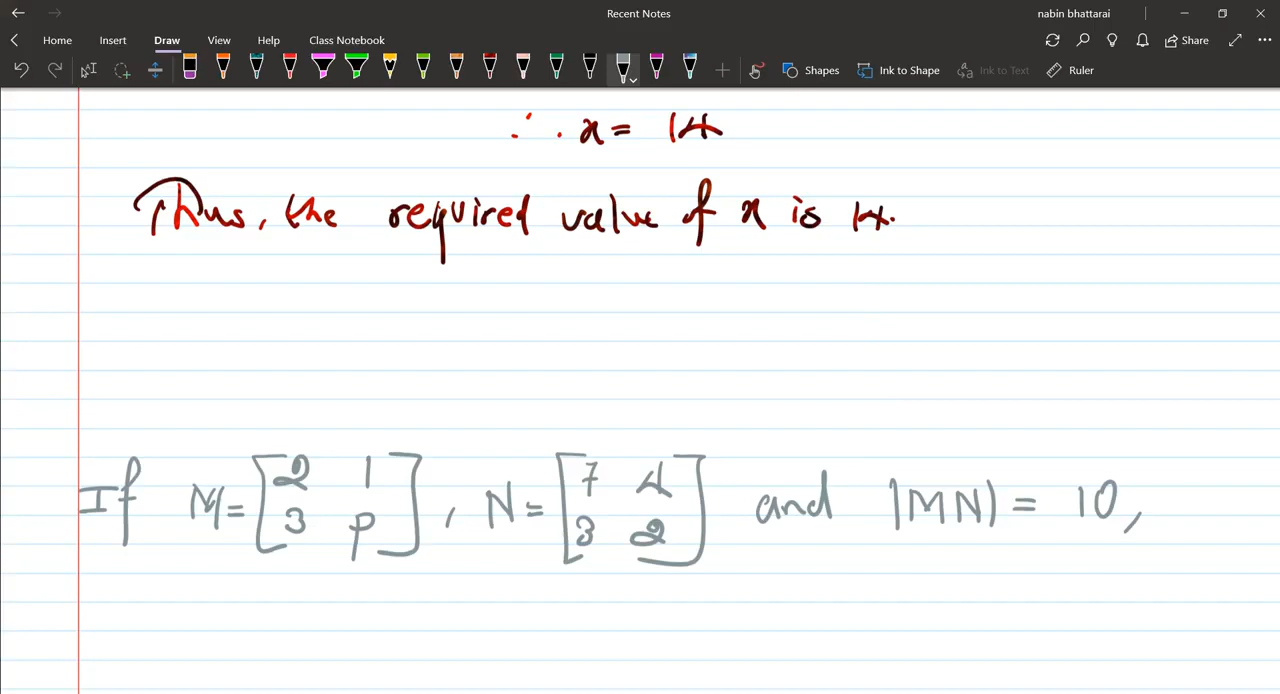 Recent Notes
nabin bhattarai
Home Insert Draw View Help Class Notebook
Share
Shapes Ink to Shape Ink to Text Ruler
∴ x = 14
Thus, the required value of x is 14.
If M = [2 1
3 p], N = [7 4
3 2] and |MN| = 10,